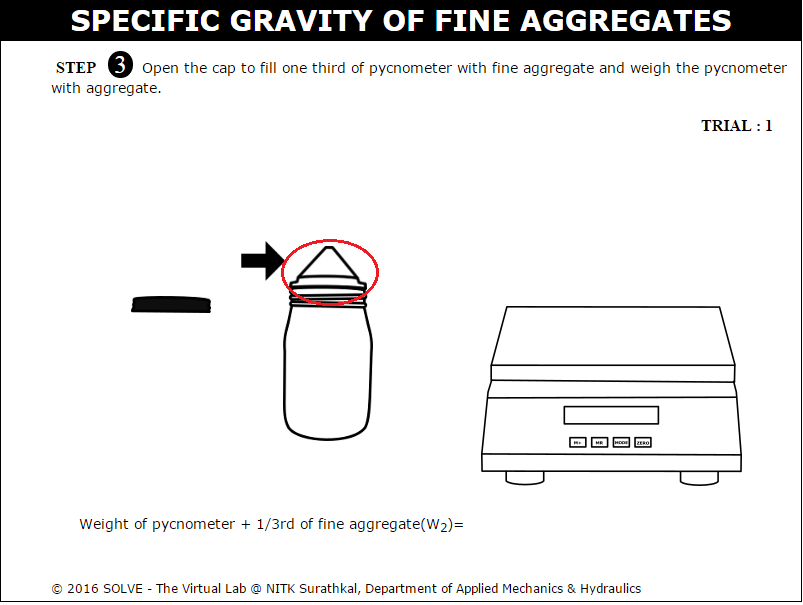 SPECIFIC GRAVITY OF FINE AGGREGATES
STEP 3 Open the cap to fill one third of pycnometer with fine aggregate and weigh the pycnometer
with aggregate.
TRIAL : 1
M+ MR MODE ZERO
Weight of pycnometer + 1/3rd of fine aggregate(W2)=
© 2016 SOLVE - The Virtual Lab @ NITK Surathkal, Department of Applied Mechanics & Hydraulics